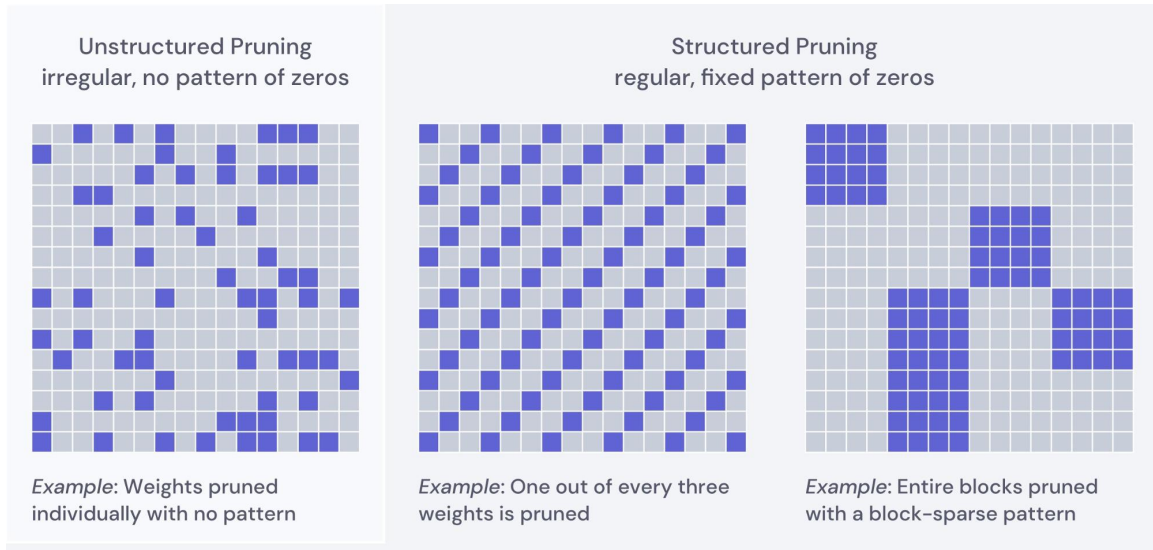 Unstructured Pruning
irregular, no pattern of zeros
Structured Pruning
regular, fixed pattern of zeros
Example: Weights pruned
individually with no pattern
Example: One out of every three
weights is pruned
Example: Entire blocks pruned
with a block-sparse pattern